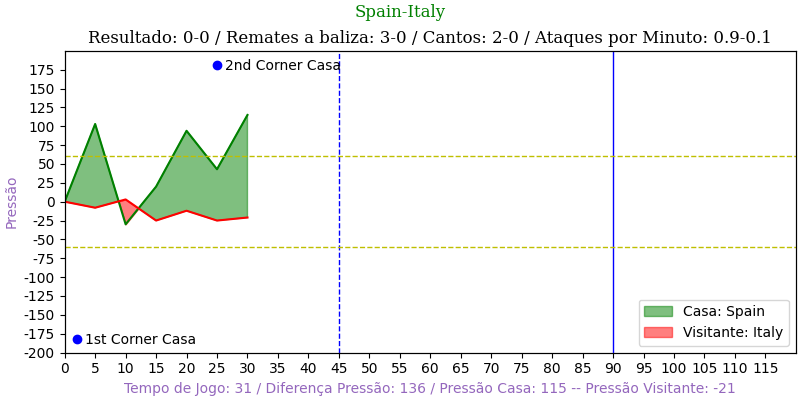 Spain-Italy
Resultado: 0-0 / Remates a baliza: 3-0 / Cantos: 2-0 / Ataques por Minuto: 0.9-0.1
175
150
125
100
75
50
25
0
-25
-50
-75
-100
-125
-150
-175
-200
Pressão
2nd Corner Casa
1st Corner Casa
Casa: Spain
Visitante: Italy
0 5 10 15 20 25 30 35 40 45 50 55 60 65 70 75 80 85 90 95 100 105 110 115
Tempo de Jogo: 31 / Diferença Pressão: 136 / Pressão Casa: 115 -- Pressão Visitante: -21